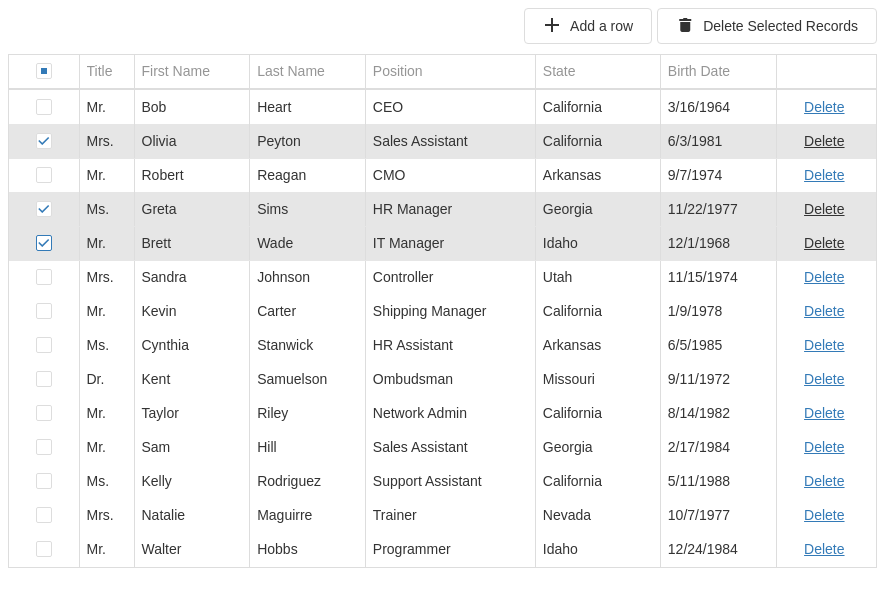 Add a row Delete Selected Records
Title First Name Last Name Position State Birth Date
Mr. Bob Heart CEO California 3/16/1964 Delete
Mrs. Olivia Peyton Sales Assistant California 6/3/1981 Delete
Mr. Robert Reagan CMO Arkansas 9/7/1974 Delete
Ms. Greta Sims HR Manager Georgia 11/22/1977 Delete
Mr. Brett Wade IT Manager Idaho 12/1/1968 Delete
Mrs. Sandra Johnson Controller Utah 11/15/1974 Delete
Mr. Kevin Carter Shipping Manager California 1/9/1978 Delete
Ms. Cynthia Stanwick HR Assistant Arkansas 6/5/1985 Delete
Dr. Kent Samuelson Ombudsman Missouri 9/11/1972 Delete
Mr. Taylor Riley Network Admin California 8/14/1982 Delete
Mr. Sam Hill Sales Assistant Georgia 2/17/1984 Delete
Ms. Kelly Rodriguez Support Assistant California 5/11/1988 Delete
Mrs. Natalie Maguirre Trainer Nevada 10/7/1977 Delete
Mr. Walter Hobbs Programmer Idaho 12/24/1984 Delete